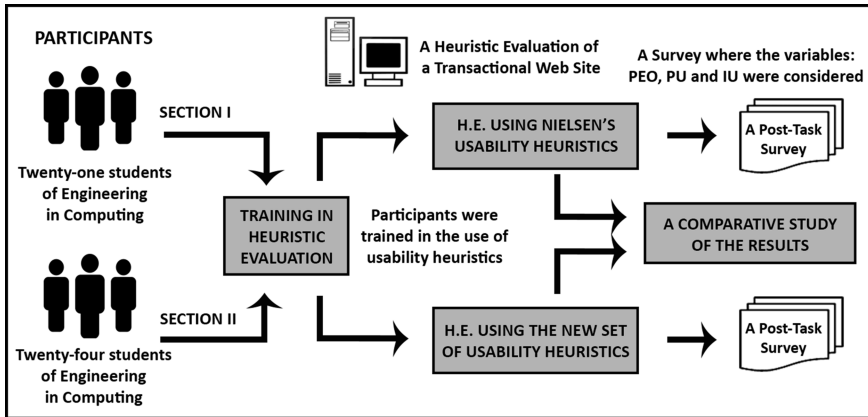 PARTICIPANTS
SECTION I
Twenty-one students
of Engineering
in Computing
SECTION II
Twenty-four students
of Engineering
in Computing
TRAINING IN
HEURISTIC
EVALUATION
Participants were
trained in the use of
usability heuristics
A Heuristic Evaluation of
a Transactional Web Site
H.E. USING NIELSEN'S
USABILITY HEURISTICS
H.E. USING THE NEW SET
OF USABILITY HEURISTICS
A Survey where the variables:
PEO, PU and IU were considered
A Post-Task
Survey
A COMPARATIVE STUDY
OF THE RESULTS
A Post-Task
Survey